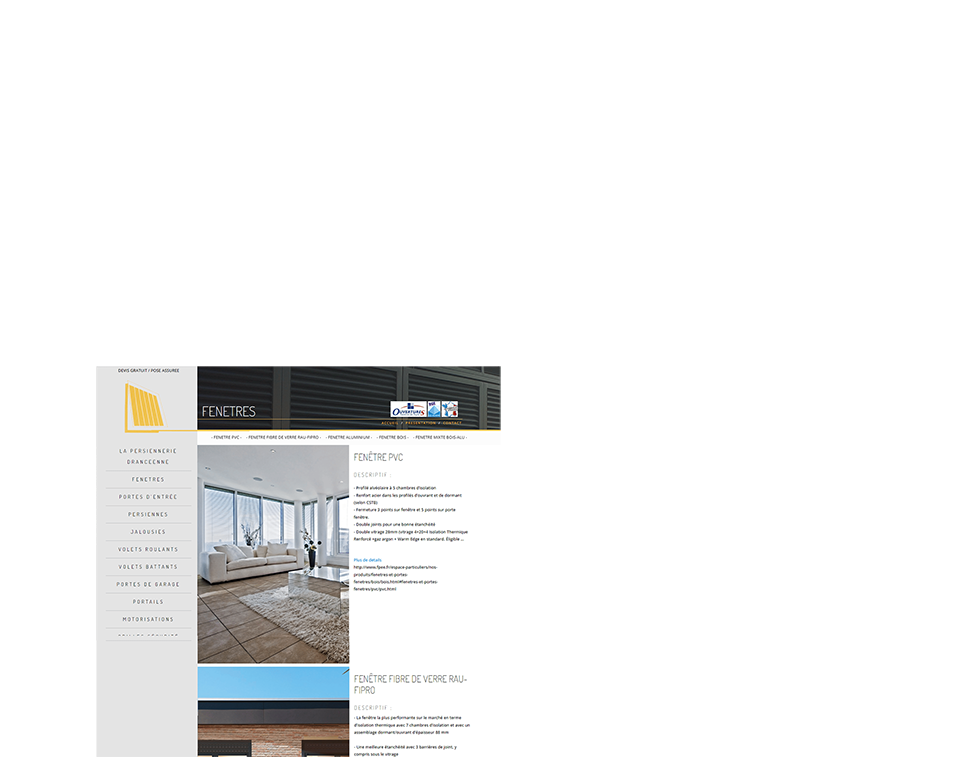 DEVIS GRATUIT / POSE ASSUREE
FENETRES
OUVERTURES
ACCUEIL / PRESENTATION / CONTACT
- FENETRE PVC - - FENETRE FIBRE DE VERRE RAU-FIPRO - - FENETRE ALUMINIUM - - FENETRE BOIS - - FENETRE MIXTE BOIS-ALU -
LA PERSIENNERIE
DRANCEENNE
FENETRES
PORTES D'ENTRÉE
PERSIENNES
JALOUSIES
VOLETS ROULANTS
VOLETS BATTANTS
PORTES DE GARAGE
PORTAILS
MOTORISATIONS
FENÊTRE PVC
DESCRIPTIF :
- Profilé alvéolaire à 5 chambres d'isolation
- Renfort acier dans les profilés d'ouvrant et de dormant
(selon CSTB)
- Fermeture 3 points sur fenêtre et 5 points sur porte
fenêtre.
- Double joints pour une bonne étanchéité
- Double vitrage 28mm (vitrage 4+20+4 Isolation Thermique
Renforcé +gaz argon + Warm Edge en standard. Éligible ...
Plus de détails
http://www.fpee.fr/espace-particuliers/nos-
produits/fenetres-et-portes-
fenetres/bois/bois.html#fenetres-et-portes-
fenetres/pvc/pvc.html
FENÊTRE FIBRE DE VERRE RAU-
FIPRO
DESCRIPTIF :
- La fenêtre la plus performante sur le marché en terme
d'isolation thermique avec 7 chambres d'isolation et avec un
assemblage dormant/ouvrant d'épaisseur 80 mm
- Une meilleure étanchéité avec 3 barrières de joint, y
compris sous le vitrage